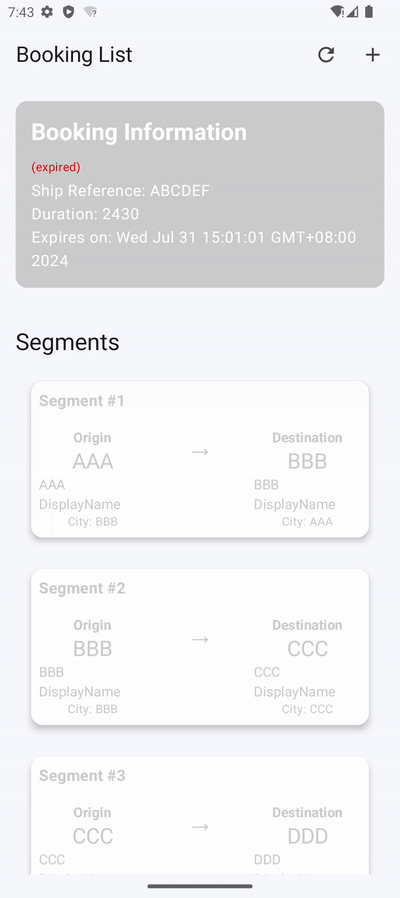 7:43
Booking List
Booking Information
(expired)
Ship Reference: ABCDEF
Duration: 2430
Expires on: Wed Jul 31 15:01:01 GMT+08:00
2024
Segments
Segment #1
Origin
Destination
AAA → BBB
AAA
DisplayName
City: BBB
BBB
DisplayName
City: AAA
Segment #2
Origin
Destination
BBB → CCC
BBB
DisplayName
City: BBB
CCC
DisplayName
City: CCC
Segment #3
Origin
Destination
CCC → DDD
CCC
DDD